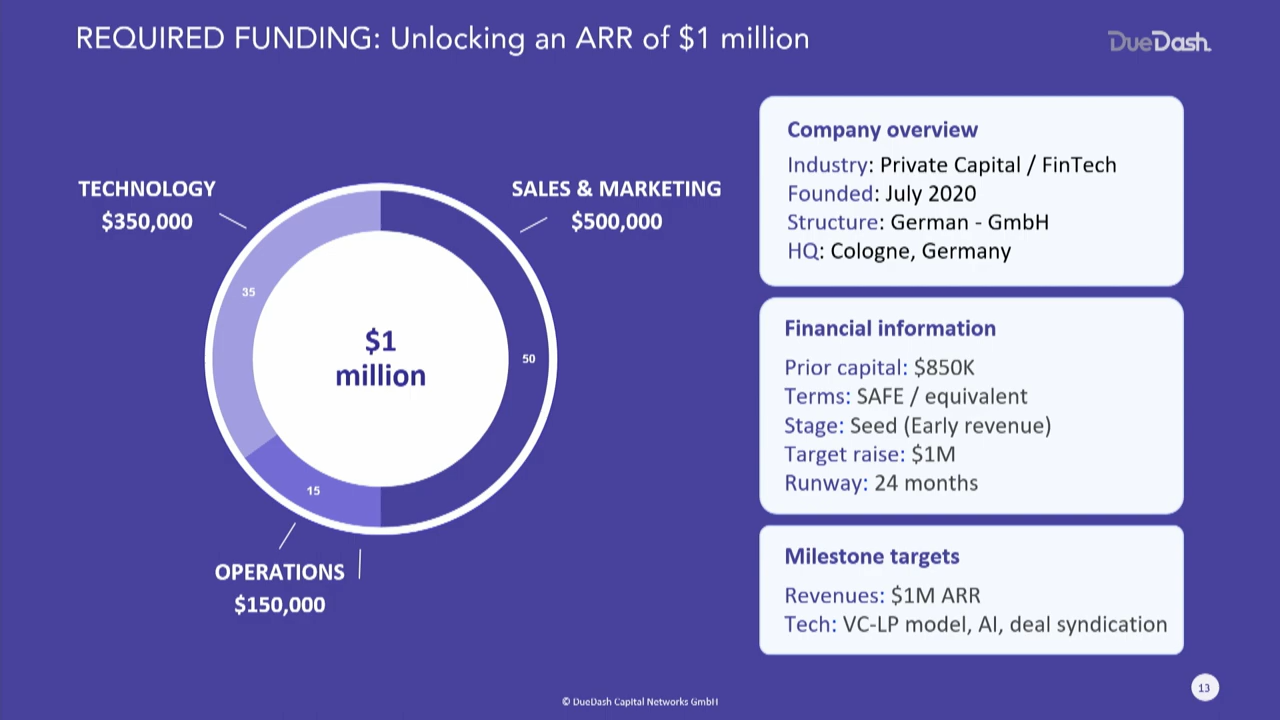 REQUIRED FUNDING: Unlocking an ARR of $1 million
DueDash
TECHNOLOGY
$350,000
SALES & MARKETING
$500,000
35
50
15
$1
million
OPERATIONS
$150,000
Company overview
Industry: Private Capital / FinTech
Founded: July 2020
Structure: German - GmbH
HQ: Cologne, Germany
Financial information
Prior capital: $850K
Terms: SAFE / equivalent
Stage: Seed (Early revenue)
Target raise: $1M
Runway: 24 months
Milestone targets
Revenues: $1M ARR
Tech: VC-LP model, AI, deal syndication
© DueDash Capital Networks GmbH
13